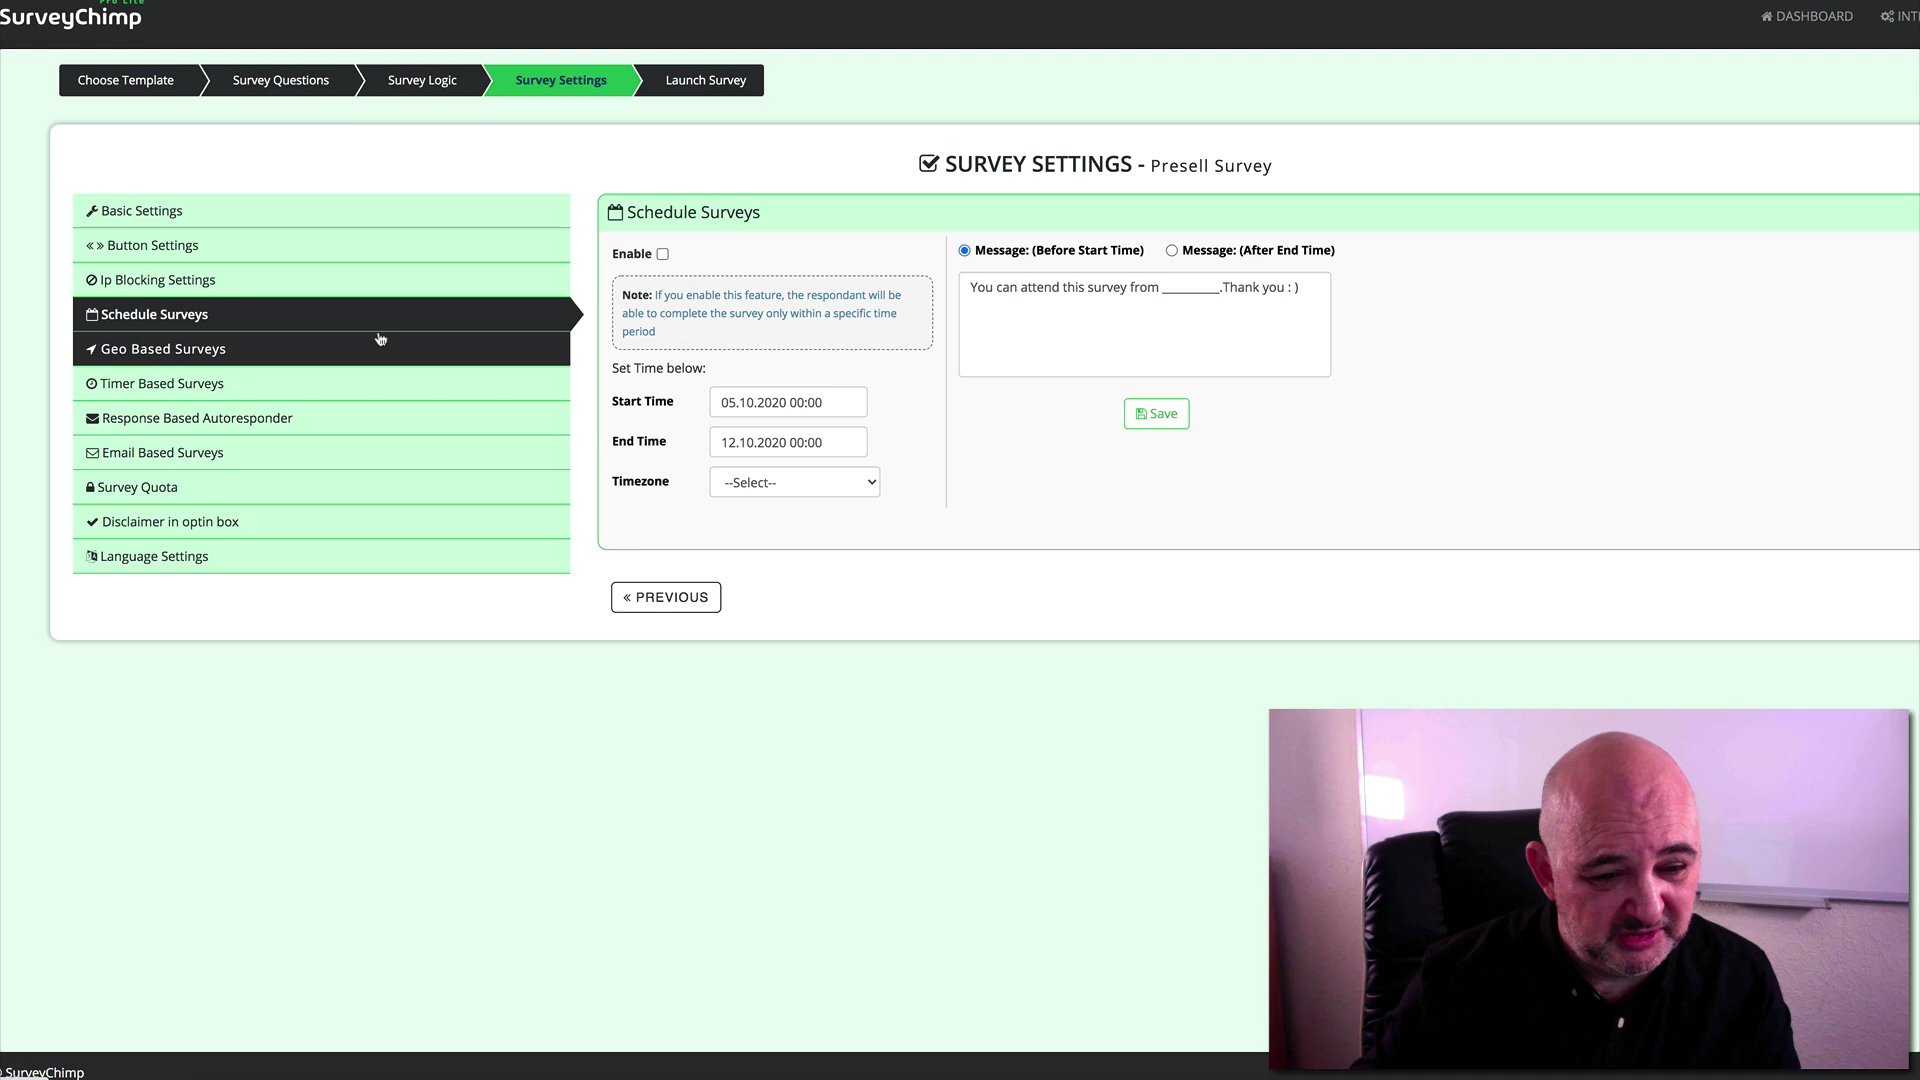 Pro Lite
SurveyChimp
DASHBOARD
INT
Choose Template
Survey Questions
Survey Logic
Survey Settings
Launch Survey
SURVEY SETTINGS - Presell Survey
Basic Settings
Button Settings
Ip Blocking Settings
Schedule Surveys
Geo Based Surveys
Timer Based Surveys
Response Based Autoresponder
Email Based Surveys
Survey Quota
Disclaimer in optin box
Language Settings
Schedule Surveys
Enable
Note: If you enable this feature, the respondant will be
able to complete the survey only within a specific time
period
Set Time below:
Start Time
05.10.2020 00:00
End Time
12.10.2020 00:00
Timezone
--Select--
Message: (Before Start Time)
Message: (After End Time)
You can attend this survey from _________.Thank you : )
Save
« PREVIOUS
SurveyChimp